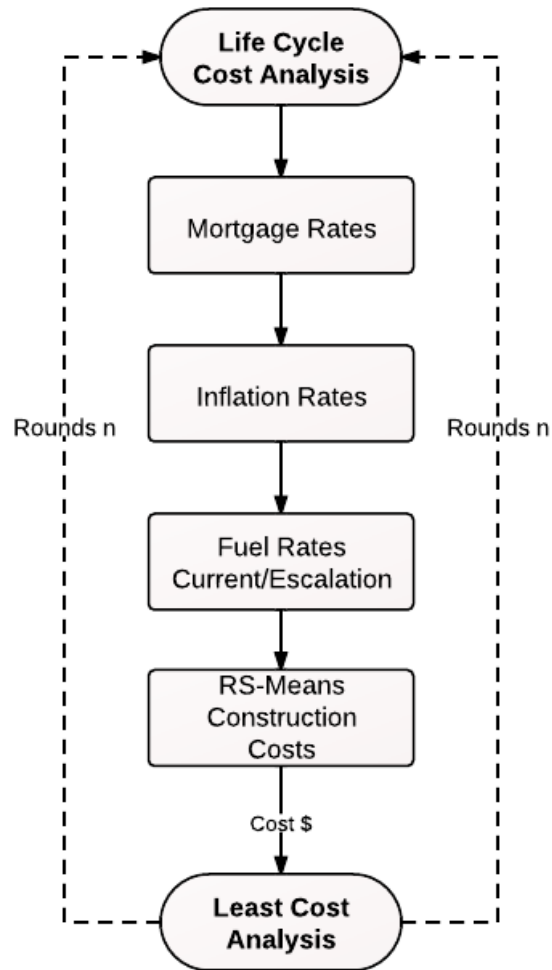 Life Cycle
Cost Analysis
Mortgage Rates
Inflation Rates
Rounds n
Rounds n
Fuel Rates
Current/Escalation
RS-Means
Construction
Costs
Cost $
Least Cost
Analysis